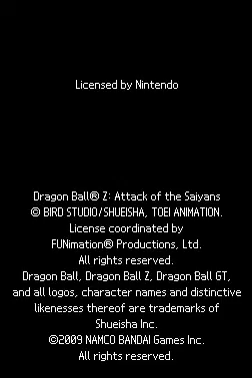 Licensed by Nintendo
Dragon Ball® Z: Attack of the Saiyans
© BIRD STUDIO/SHUEISHA, TOEI ANIMATION.
License coordinated by
FUNimation® Productions, Ltd.
All rights reserved.
Dragon Ball, Dragon Ball Z, Dragon Ball GT,
and all logos, character names and distinctive
likenesses thereof are trademarks of
Shueisha Inc.
©2009 NAMCO BANDAI Games Inc.
All rights reserved.